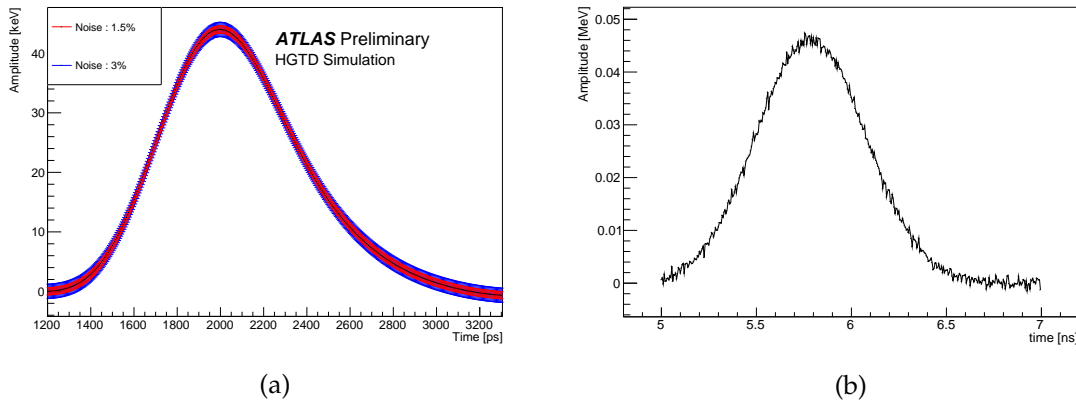 Amplitude [keV]
Noise : 1.5%
Noise : 3%
ATLAS Preliminary
HGTD Simulation
40
30
20
10
0
1200 1400 1600 1800 2000 2200 2400 2600 2800 3000 3200
Time [ps]
(a)
Amplitude [MeV]
0.05
0.04
0.03
0.02
0.01
0
5 5.5 6 6.5 7
time [ns]
(b)